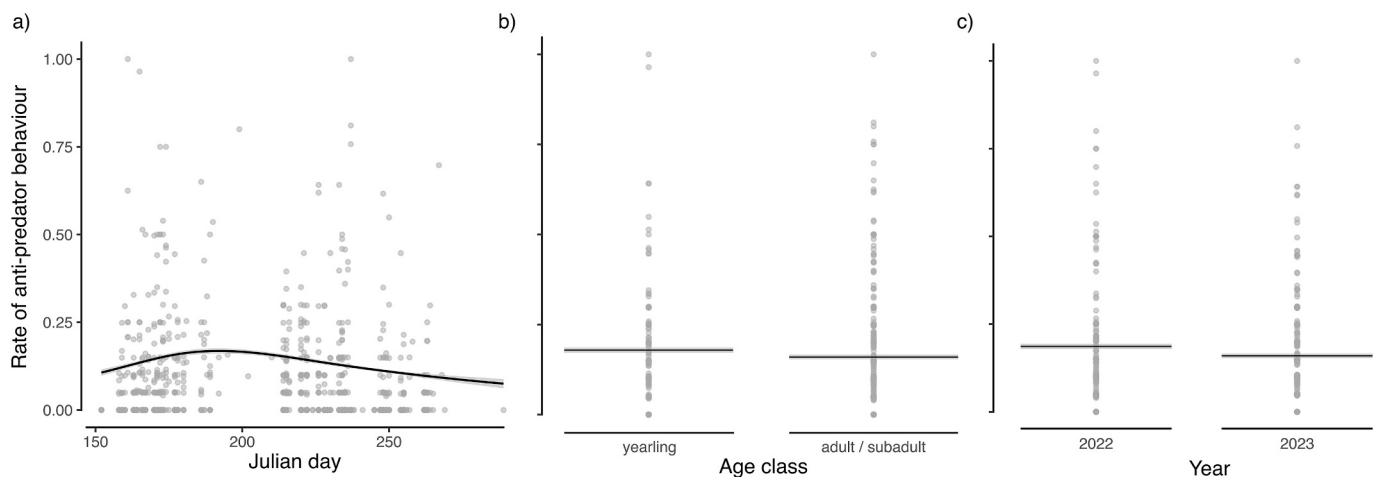 a)
Rate of anti-predator behaviour
1.00
0.75
0.50
0.25
0.00
150 200 250
Julian day
b)
yearling adult / subadult
Age class
c)
2022 2023
Year